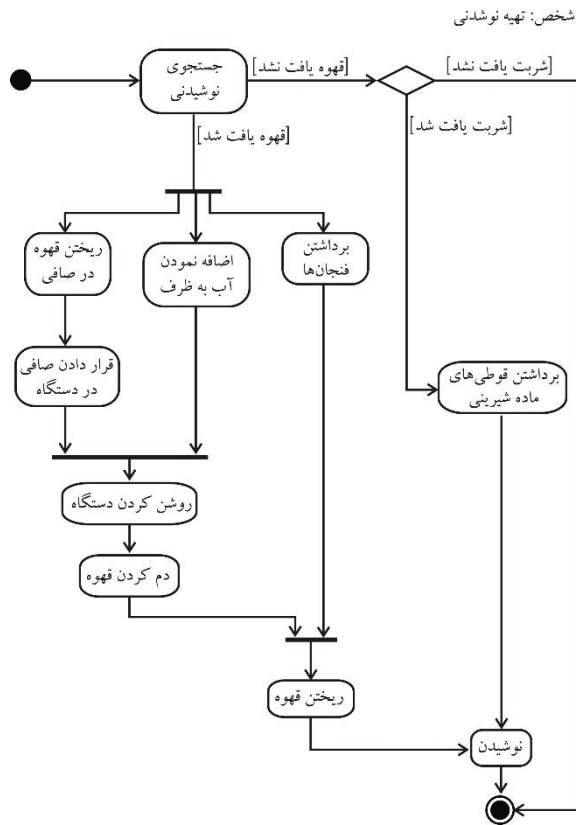 شخص: تهیه نوشدنی
جستجوی
نوشیدنی
[قهوه یافت نشد]
[شربت یافت نشد]
[شربت یافت شد]
[قهوه یافت شد]
برداشتن
فنجان‌ها
اضافه نمودن
آب به ظرف
ریختن قهوه
در صافی
قرار دادن صافی
در دستگاه
برداشتن قوطی‌های
ماده شیرینی
روشن کردن دستگاه
دم کردن قهوه
ریختن قهوه
نوشیدن